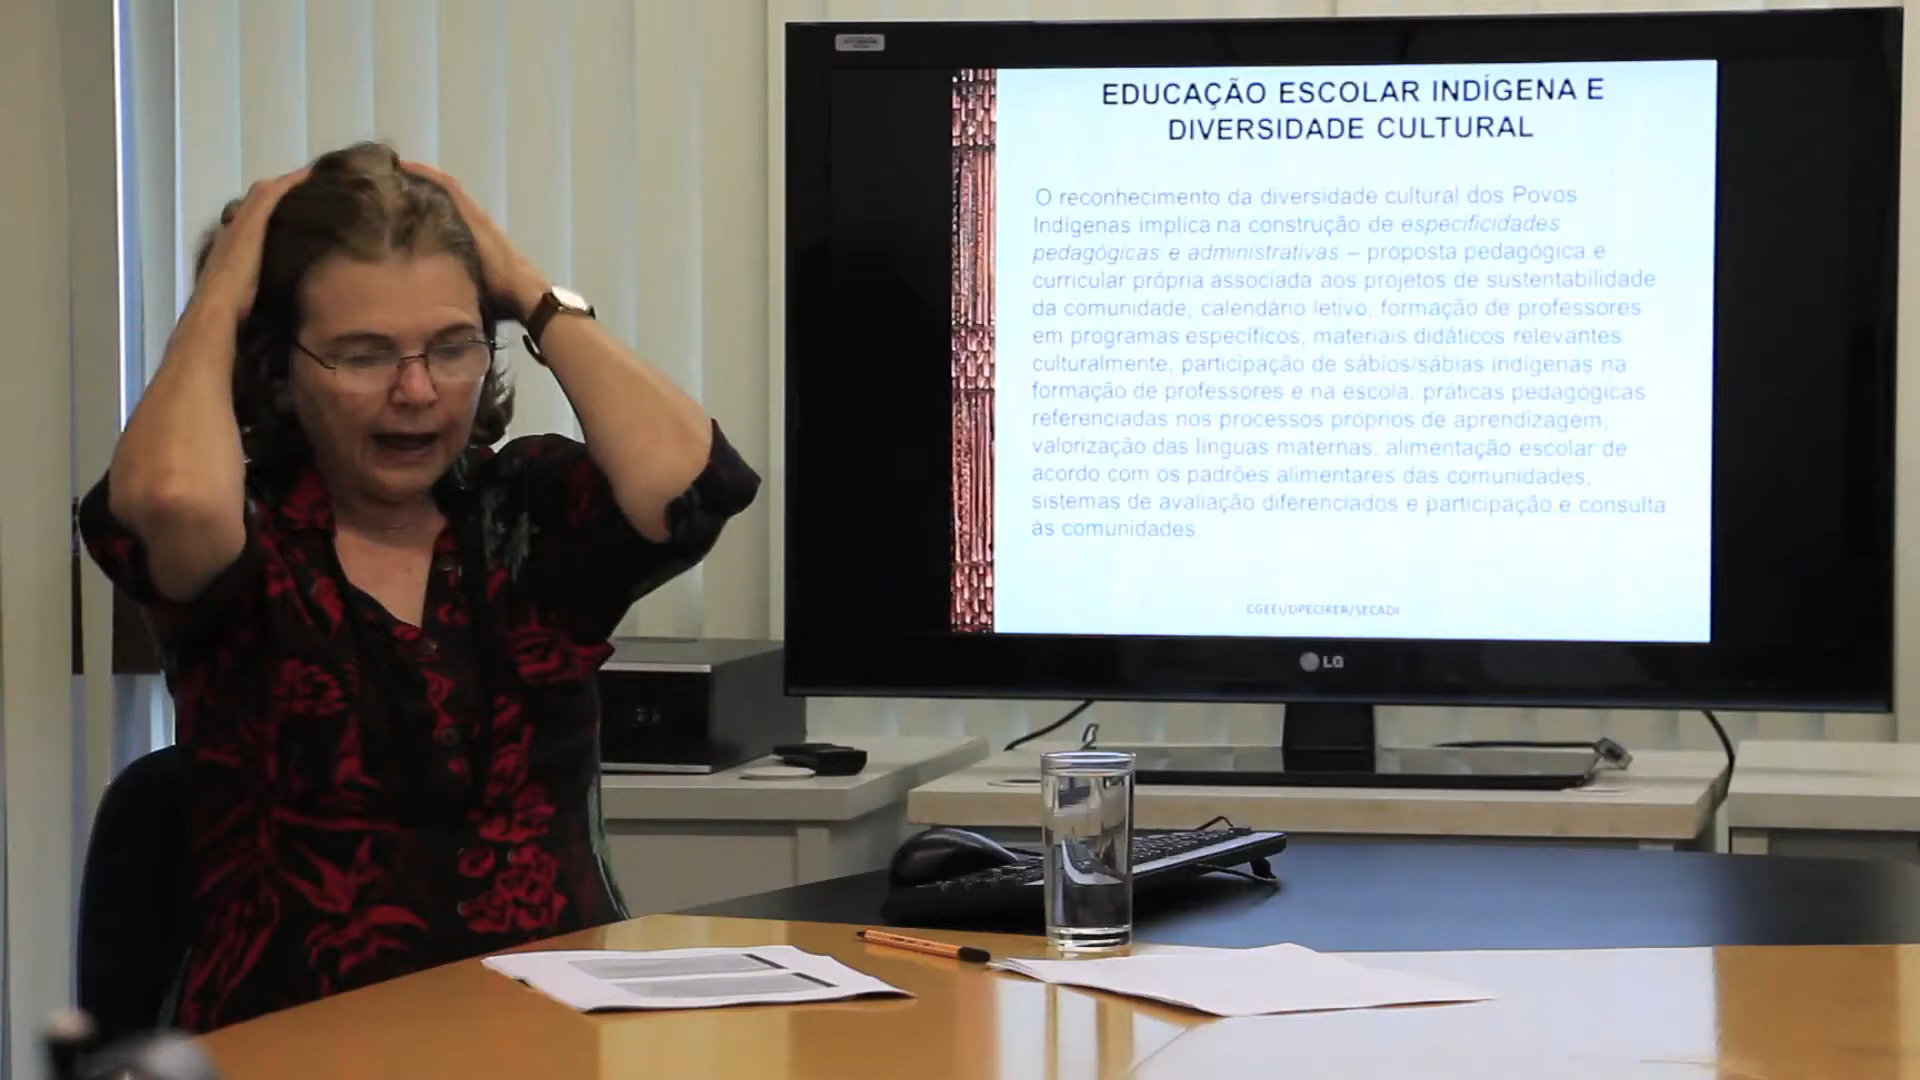 EDUCAÇÃO ESCOLAR INDÍGENA E
DIVERSIDADE CULTURAL
O reconhecimento da diversidade cultural dos Povos
Indígenas implica na construção de especificidades
pedagógicas e administrativas – proposta pedagógica e
curricular própria associada aos projetos de sustentabilidade
da comunidade, calendário letivo, formação de professores
em programas específicos, materiais didáticos relevantes
culturalmente, participação de sábios/sábias indígenas na
formação de professores e na escola, práticas pedagógicas
referenciadas nos processos próprios de aprendizagem,
valorização das línguas maternas, alimentação escolar de
acordo com os padrões alimentares das comunidades,
sistemas de avaliação diferenciados e participação e consulta
às comunidades.
CGEEI/DPECIRER/SECADI
LG